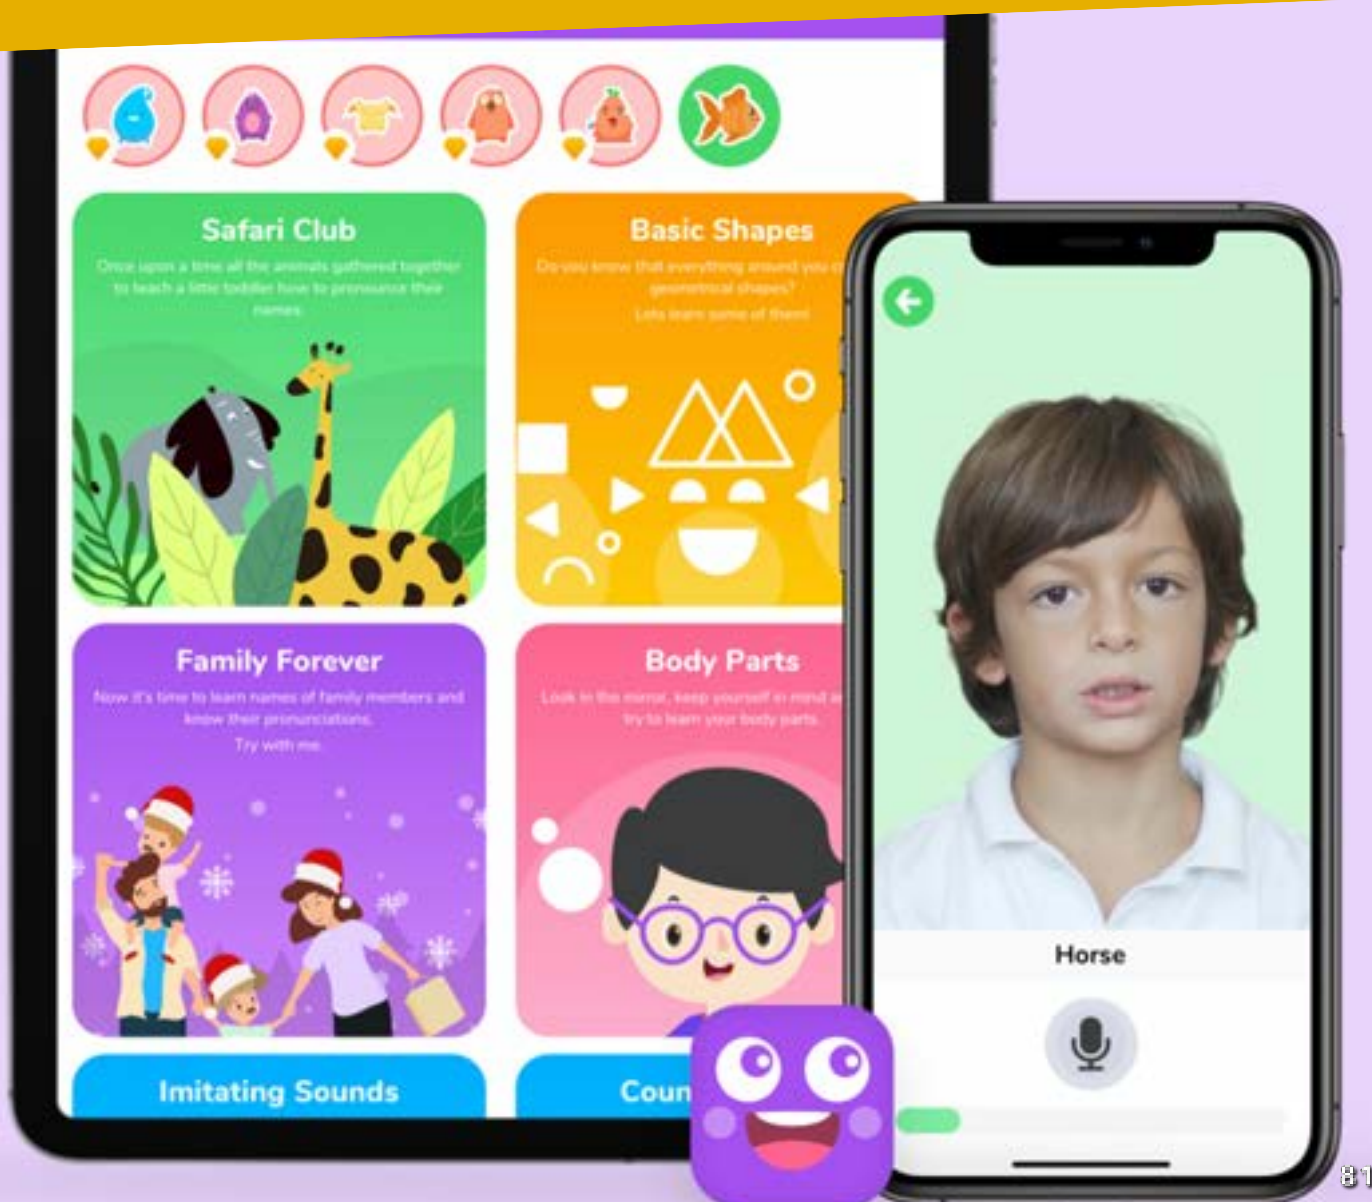 Safari Club
Once upon a time all the animals gathered together
to teach a little toddler how to pronounce their
names.
Basic Shapes
Do you know that everything around you
geometrical shapes?
Lets learn some of them!
Family Forever
Now it's time to learn names of family members and
know their pronunciations.
Try with me.
Body Parts
Look in the mirror, keep yourself in mind
try to learn your body parts.
Imitating Sounds
Coun
Horse
81